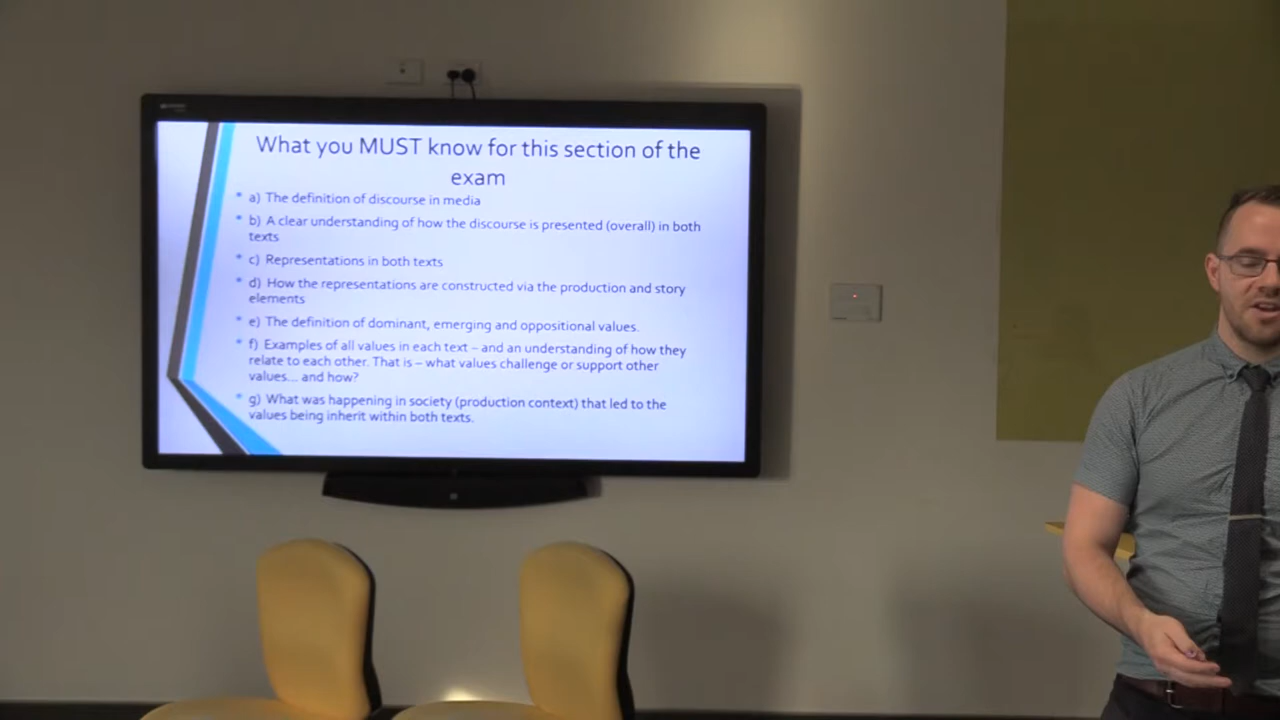 What you MUST know for this section of the
exam
* a) The definition of discourse in media
* b) A clear understanding of how the discourse is presented (overall) in both
texts
* c) Representations in both texts
* d) How the representations are constructed via the production and story
elements
* e) The definition of dominant, emerging and oppositional values.
* f) Examples of all values in each text – and an understanding of how they
relate to each other. That is – what values challenge or support other
values... and how?
* g) What was happening in society (production context) that led to the
values being inherit within both texts.